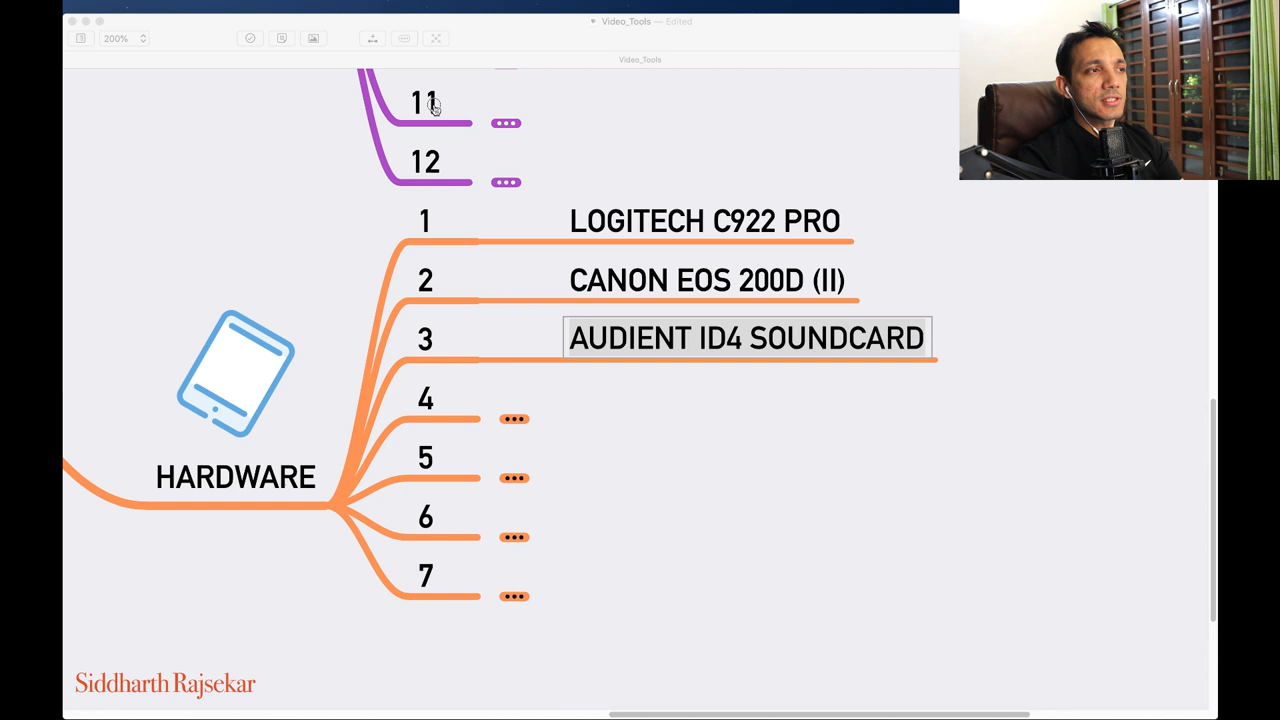 Video_Tools — Edited
200%
Video_Tools
11
12
1 LOGITECH C922 PRO
2 CANON EOS 200D (II)
3 AUDIENT ID4 SOUNDCARD
4
5
6
7
HARDWARE
Siddharth Rajsekar